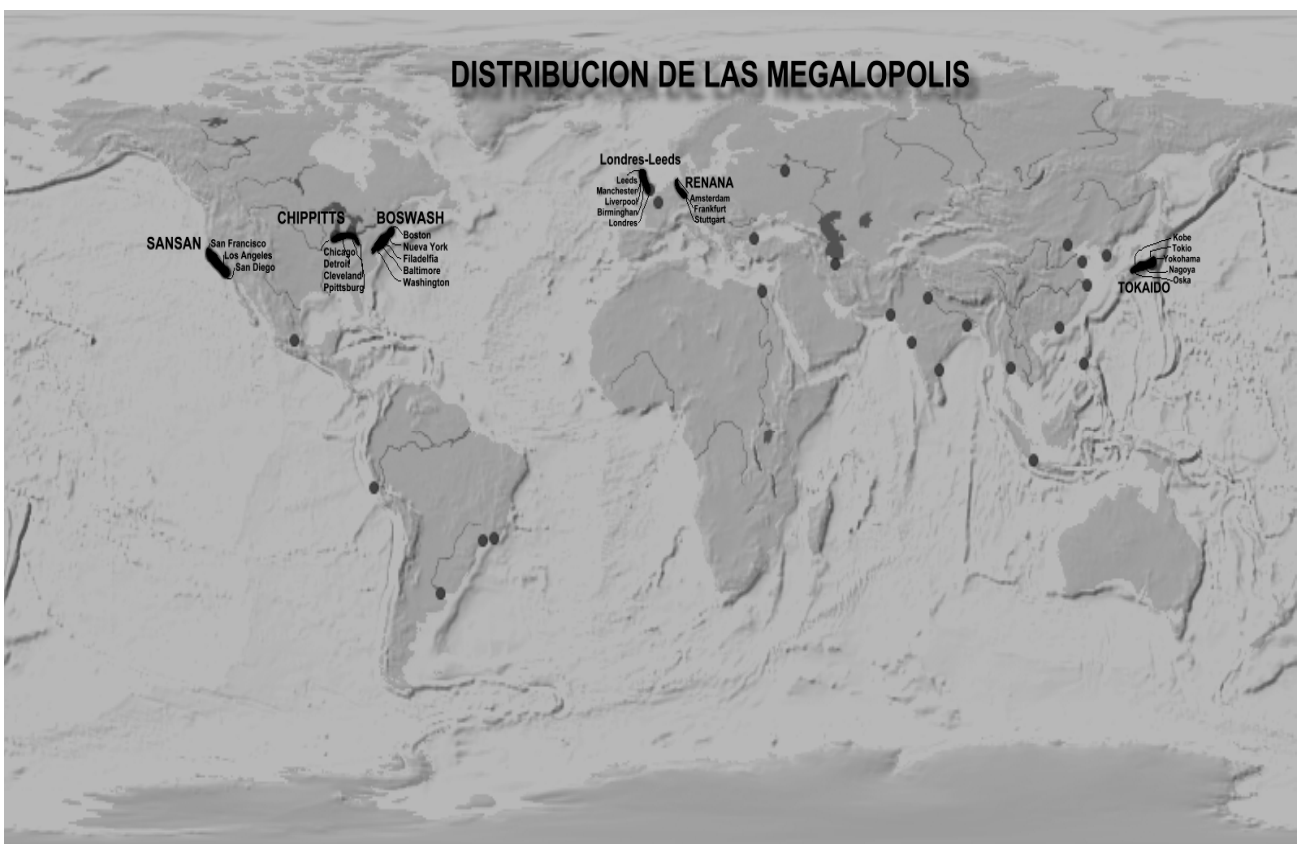 DISTRIBUCION DE LAS MEGALOPOLIS
Londres-Leeds
Leeds
Manchester
Liverpool
Birminghan
Londres
RENANA
Amsterdam
Frankfurt
Stuttgart
CHIPPITTS
Chicago
Detroif
Cleveland
Ppittsburg
BOSWASH
Boston
Nueva York
Filadelfia
Baltimore
Washington
SANSAN
San Francisco
Los Angeles
San Diego
Kobe
Tokio
Yokohama
Nagoya
Oska
TOKAIDO